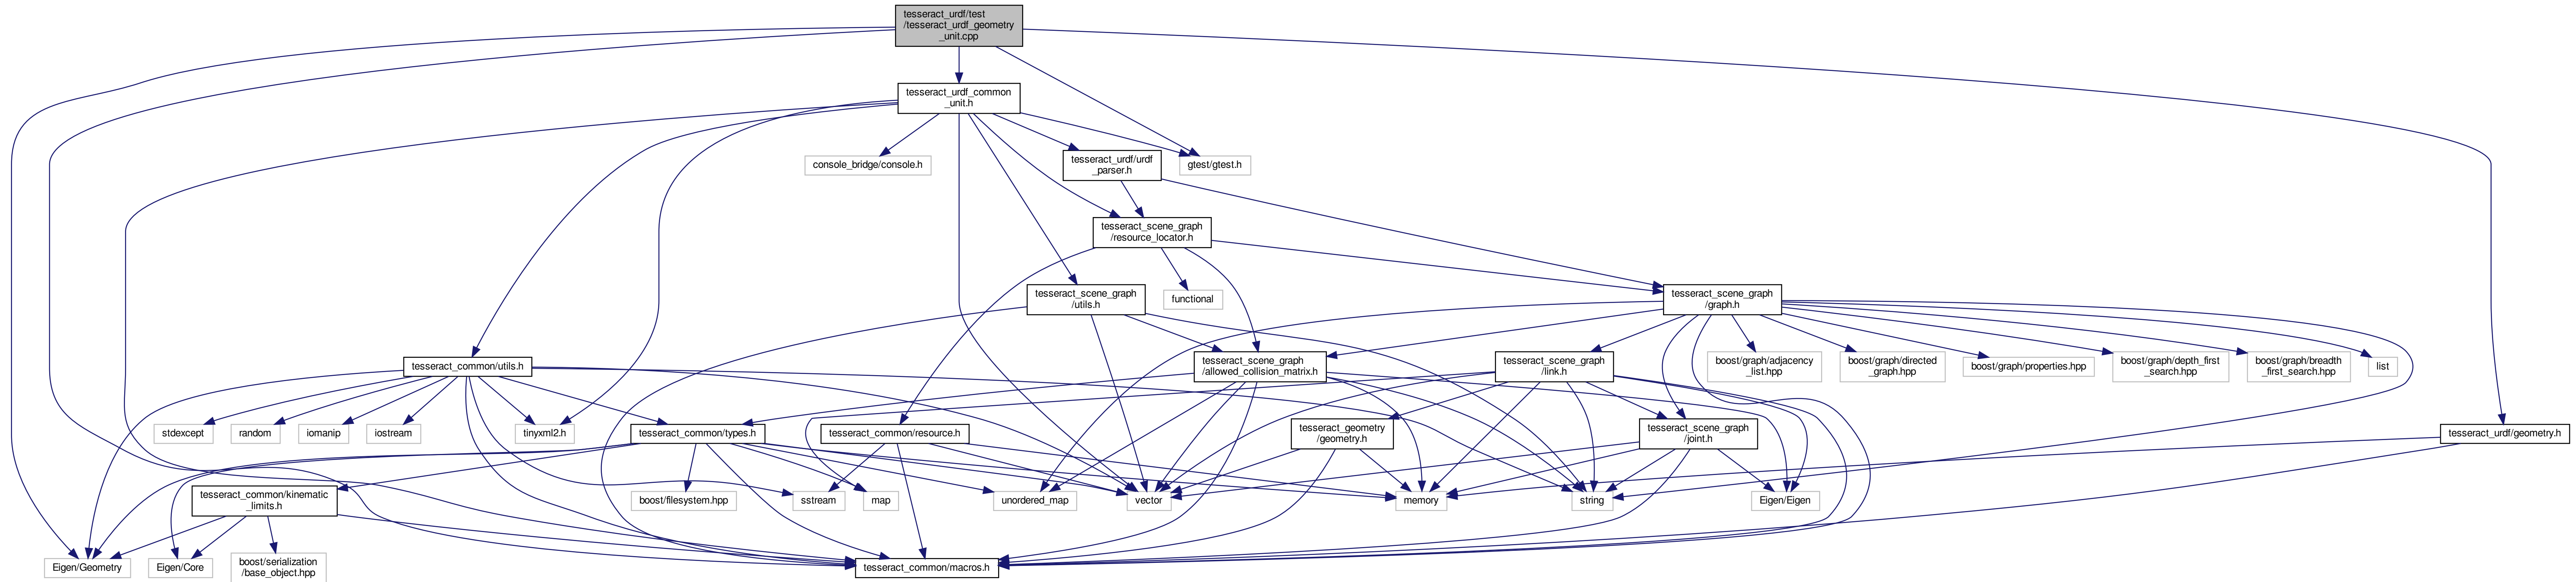 tesseract_urdf/test
/tesseract_urdf_geometry
_unit.cpp
tesseract_urdf_common
_unit.h
console_bridge/console.h
tesseract_urdf/urdf
_parser.h
gtest/gtest.h
tesseract_scene_graph
/resource_locator.h
tesseract_scene_graph
/utils.h
functional
tesseract_scene_graph
/graph.h
tesseract_common/utils.h
tesseract_scene_graph
/allowed_collision_matrix.h
tesseract_scene_graph
/link.h
boost/graph/adjacency
_list.hpp
boost/graph/directed
_graph.hpp
boost/graph/properties.hpp
boost/graph/depth_first
_search.hpp
boost/graph/breadth
_first_search.hpp
list
stdexcept
random
iomanip
iostream
tinyxml2.h
tesseract_common/types.h
tesseract_common/resource.h
tesseract_geometry
/geometry.h
tesseract_scene_graph
/joint.h
tesseract_urdf/geometry.h
tesseract_common/kinematic
_limits.h
boost/filesystem.hpp
sstream
map
unordered_map
vector
memory
string
Eigen/Eigen
Eigen/Geometry
Eigen/Core
boost/serialization
/base_object.hpp
tesseract_common/macros.h